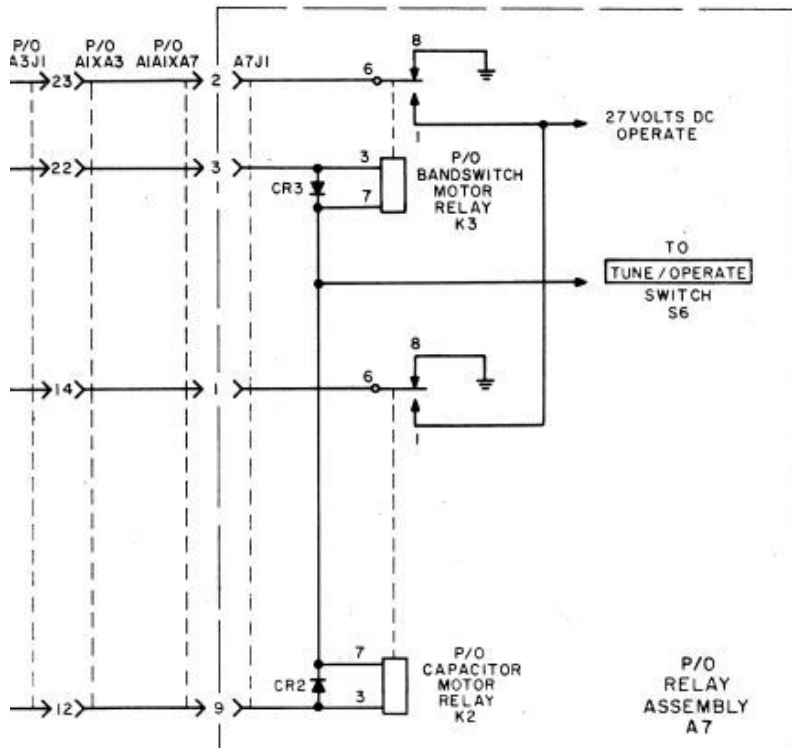 P/O
A3J1
P/O
A1XA3
P/O
A1A1XA7
A7J1
23
2
6
8
1
27 VOLTS DC
OPERATE
22
3
3
CR3
7
P/O
BANDSWITCH
MOTOR
RELAY
K3
TO
TUNE/OPERATE
SWITCH
S6
14
1
6
8
1
7
CR2
3
12
9
P/O
CAPACITOR
MOTOR
RELAY
K2
P/O
RELAY
ASSEMBLY
A7